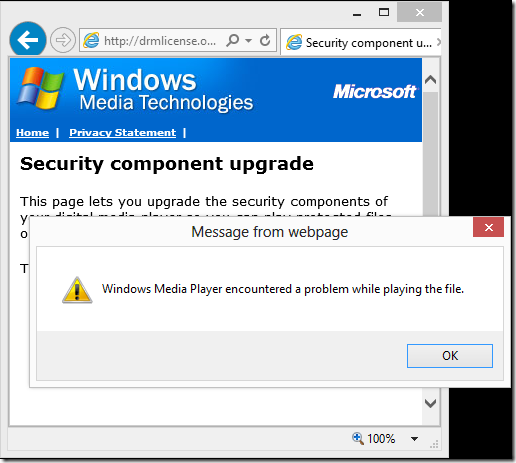 http://drmlicense.o...
Security component u...
Windows
Media Technologies
Microsoft
Home | Privacy Statement |
Security component upgrade
This page lets you upgrade the security components of
your digital media player so you can play protected files
o
T
Message from webpage
Windows Media Player encountered a problem while playing the file.
OK
100%